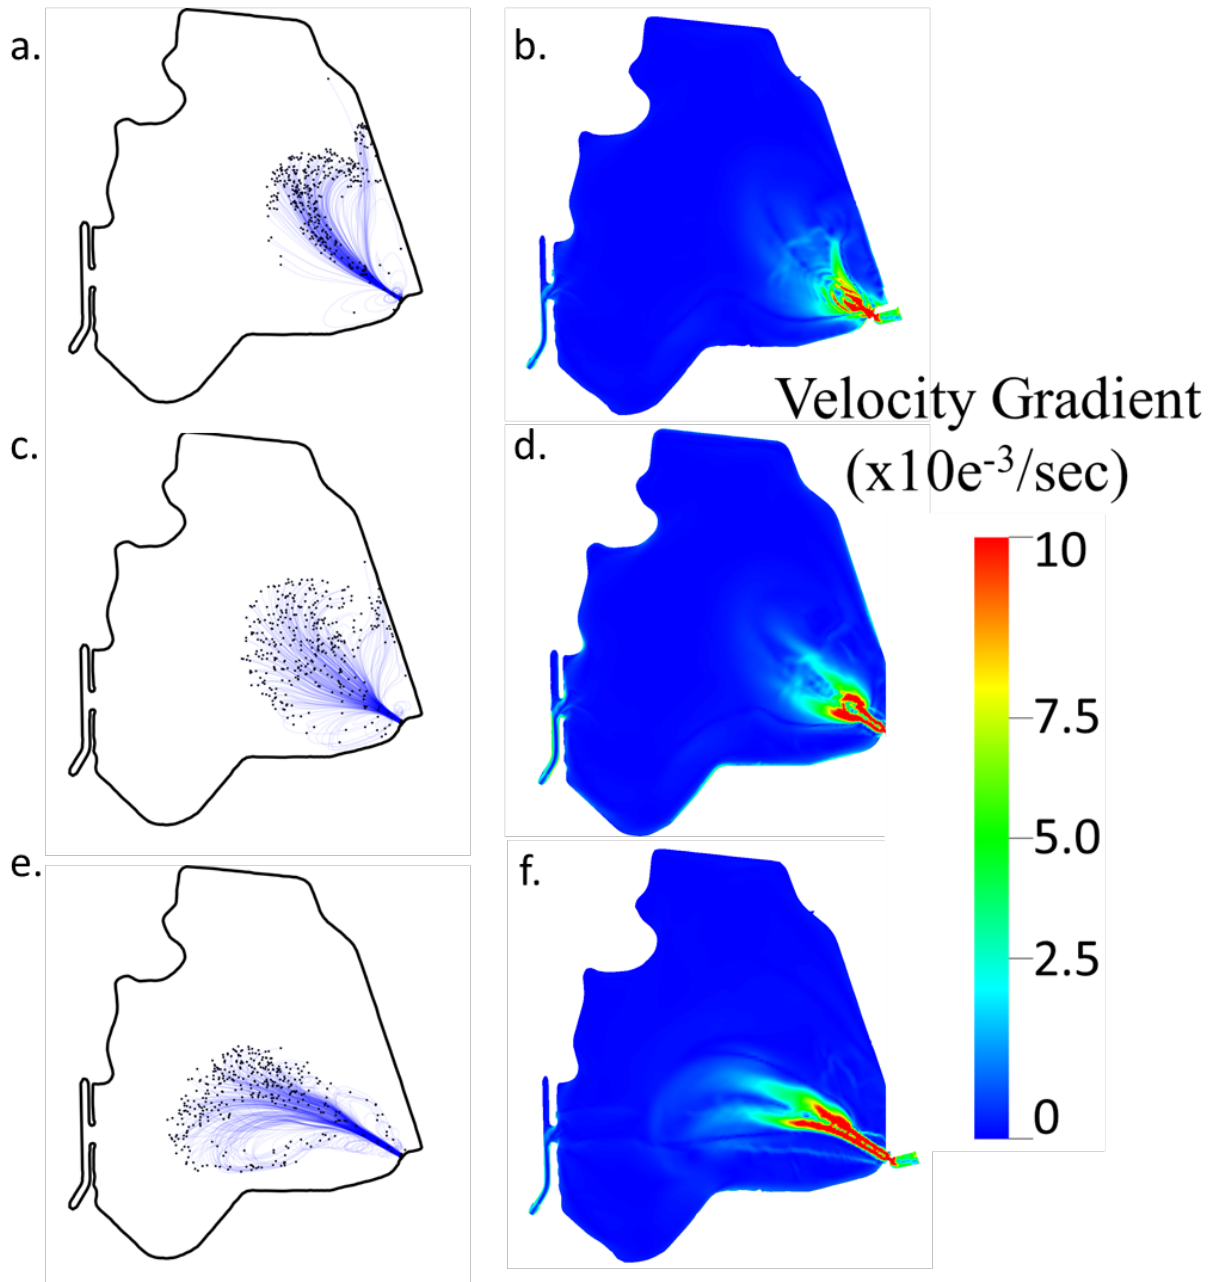 a.
b.
Velocity Gradient
(x10e-3/sec)
c.
d.
10
7.5
5.0
2.5
0
e.
f.